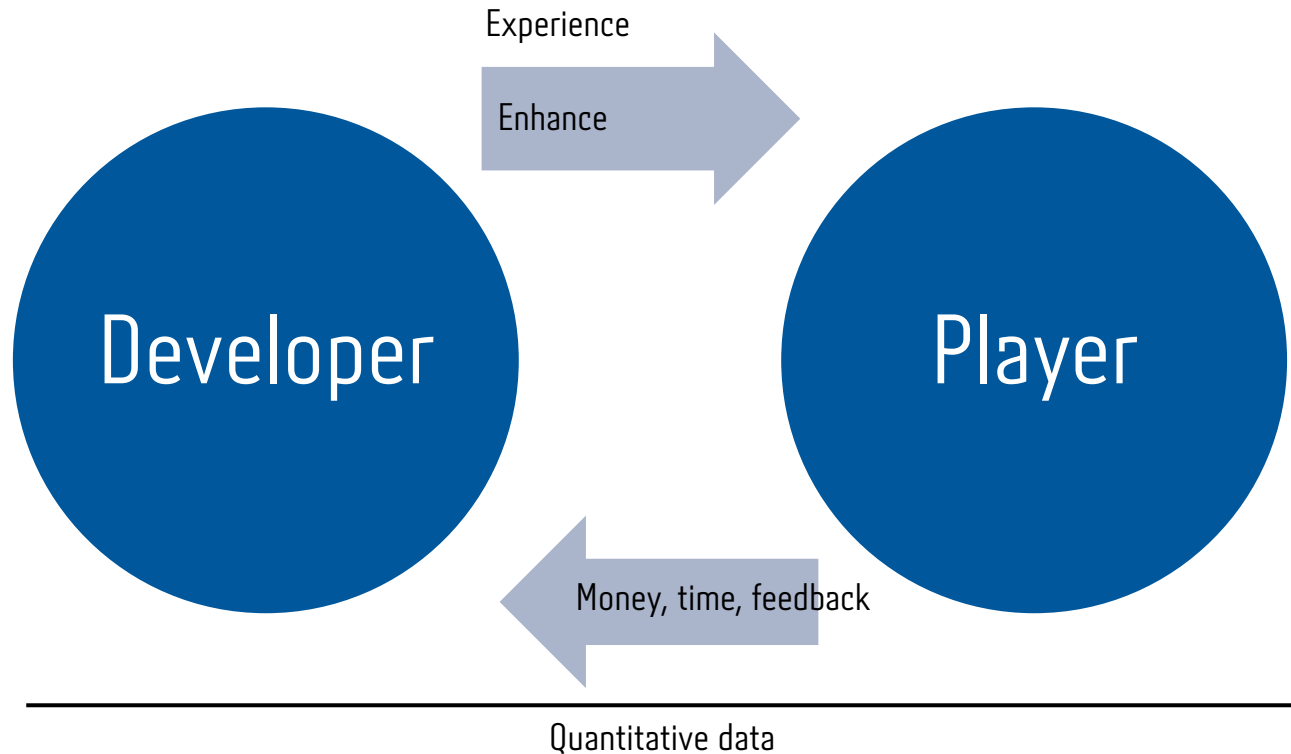 Experience
Enhance
Developer
Player
Money, time, feedback
Quantitative data